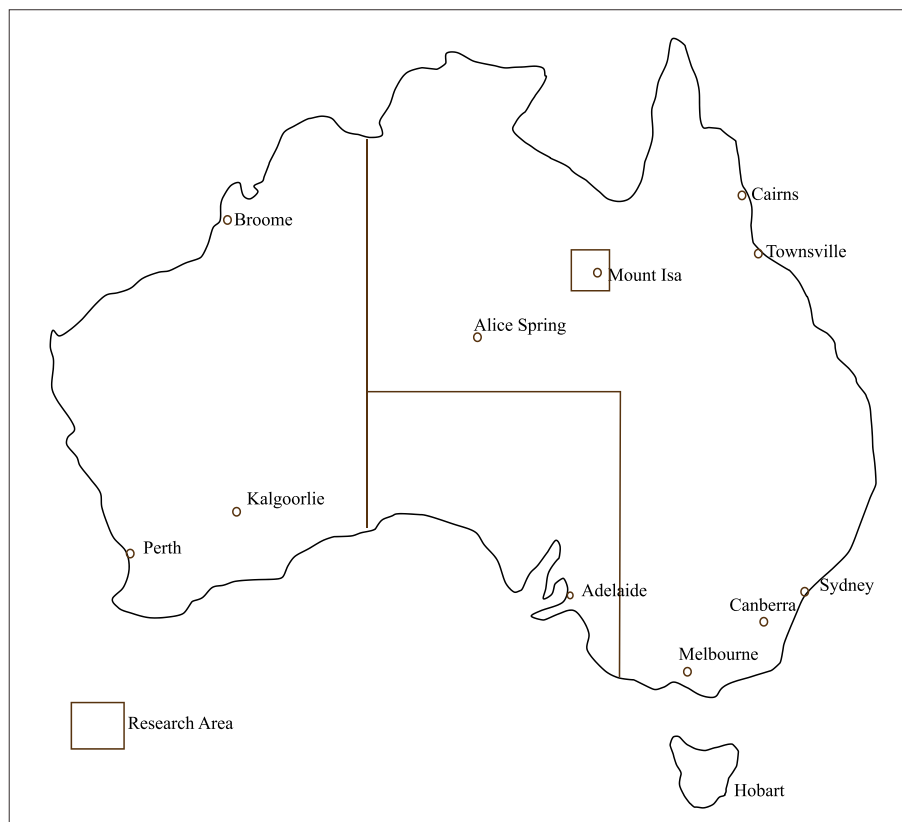 Cairns
Broome
Townsville
Mount Isa
Alice Spring
Kalgoorlie
Perth
Adelaide
Sydney
Canberra
Melbourne
Research Area
Hobart